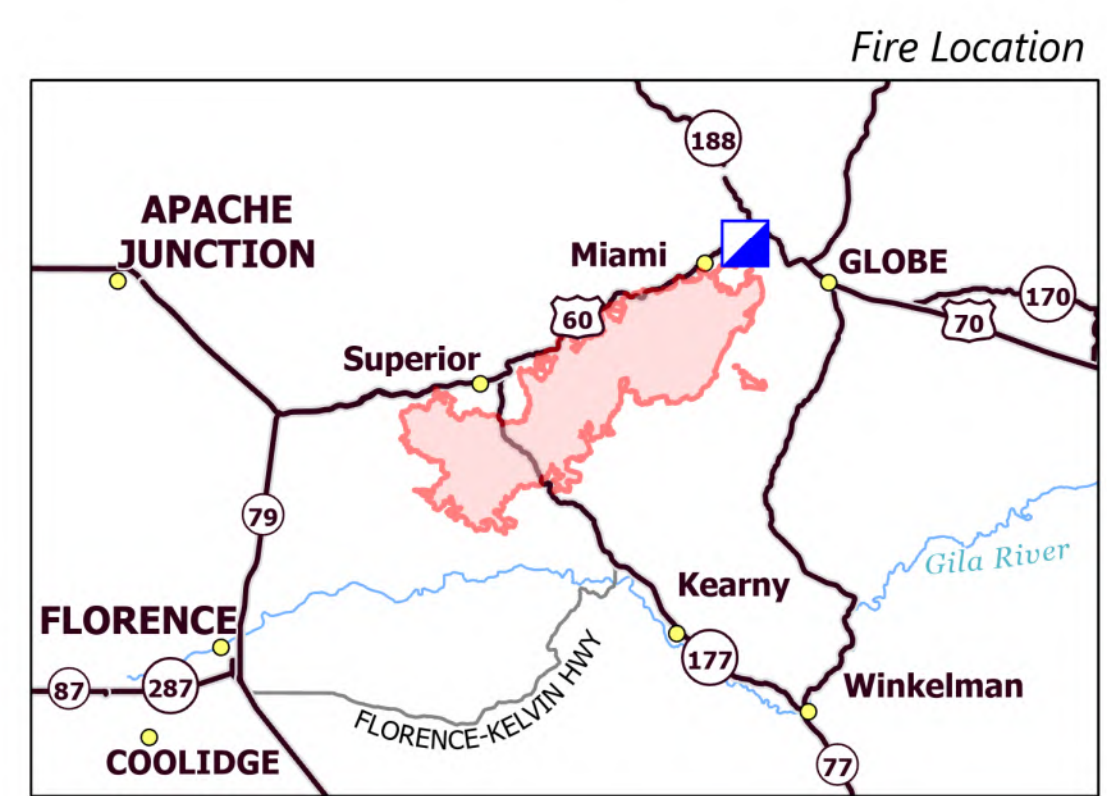 Fire Location
188
APACHE
JUNCTION
Miami
GLOBE
170
60
70
Superior
79
Gila River
Kearny
FLORENCE
177
87
287
FLORENCE-KELVIN HWY
Winkelman
COOLIDGE
77